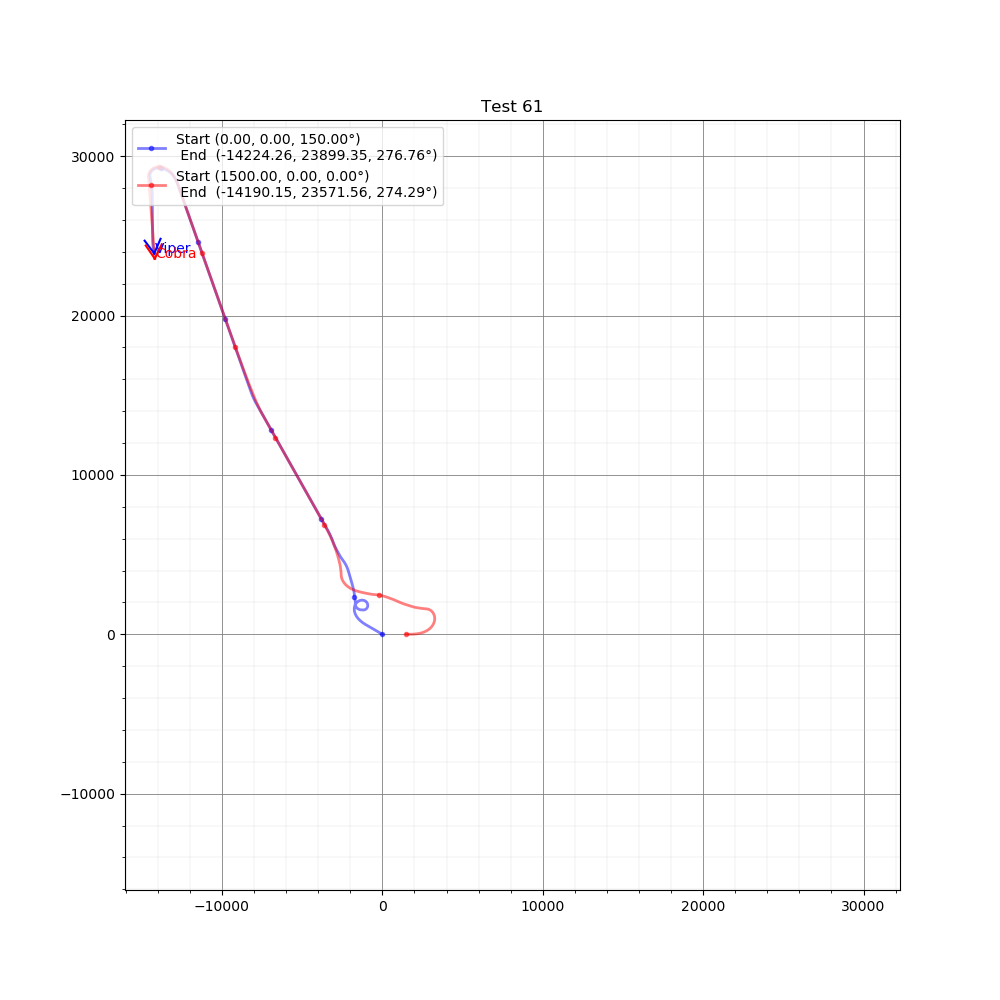 Test 61
Start (0.00, 0.00, 150.00°)
End (-14224.26, 23899.35, 276.76°)
Start (1500.00, 0.00, 0.00°)
End (-14190.15, 23571.56, 274.29°)
Viper
Cobra
30000
20000
10000
0
−10000
−10000
0
10000
20000
30000